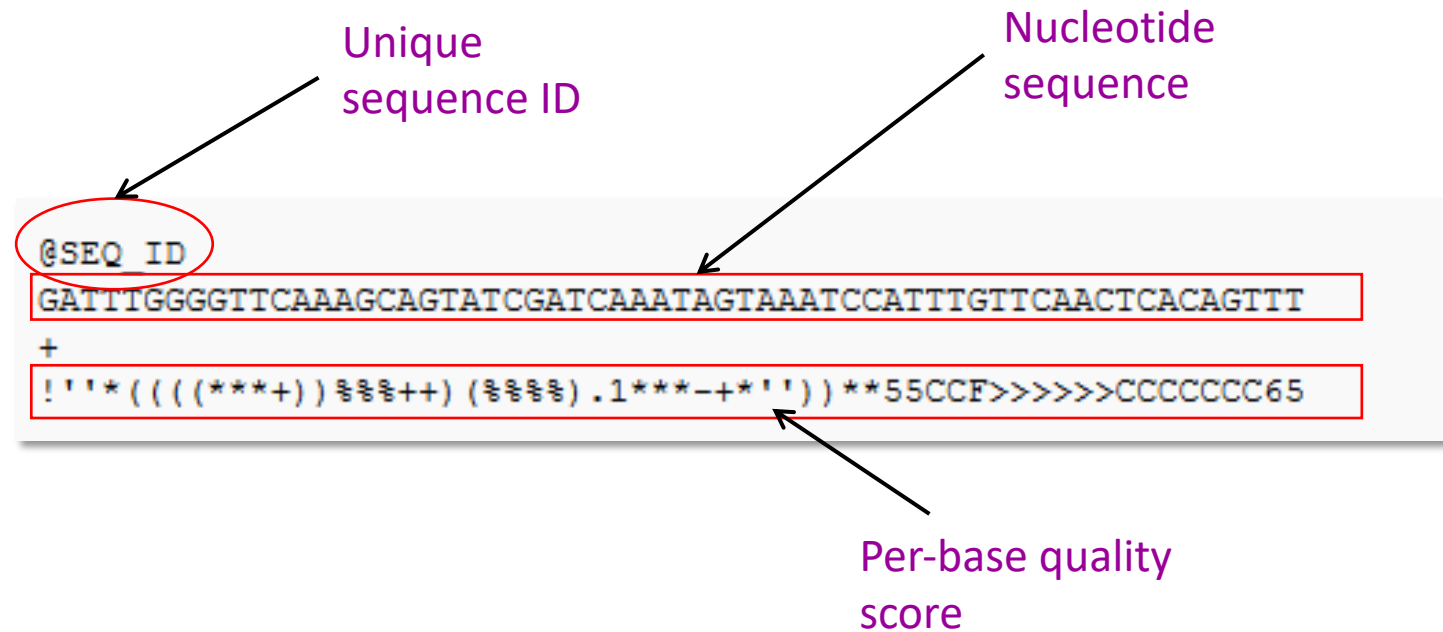 Unique
sequence ID
Nucleotide
sequence
@SEQ_ID
GATTTGGGGTTCAAAGCAGTATCGATCAAATAGTAAATCCATTTGTTCAACTCACAGTTT
+
!''*((((***+))%%%++)(%%%%).1***-+*''))**55CCF>>>>>>CCCCCCC65
Per-base quality
score